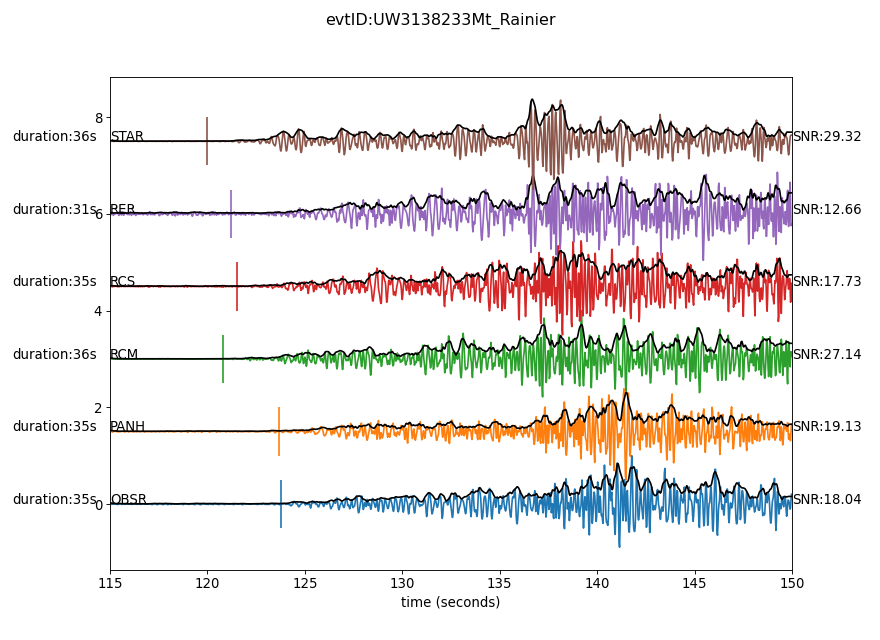 evtID:UW3138233Mt_Rainier
8
duration:36s STAR SNR:29.32
duration:31s RER SNR:12.66
6
duration:35s RCS SNR:17.73
4
duration:36s RCM SNR:27.14
2
duration:35s PANH SNR:19.13
duration:35s OBSR SNR:18.04
0
115 120 125 130 135 140 145 150
time (seconds)